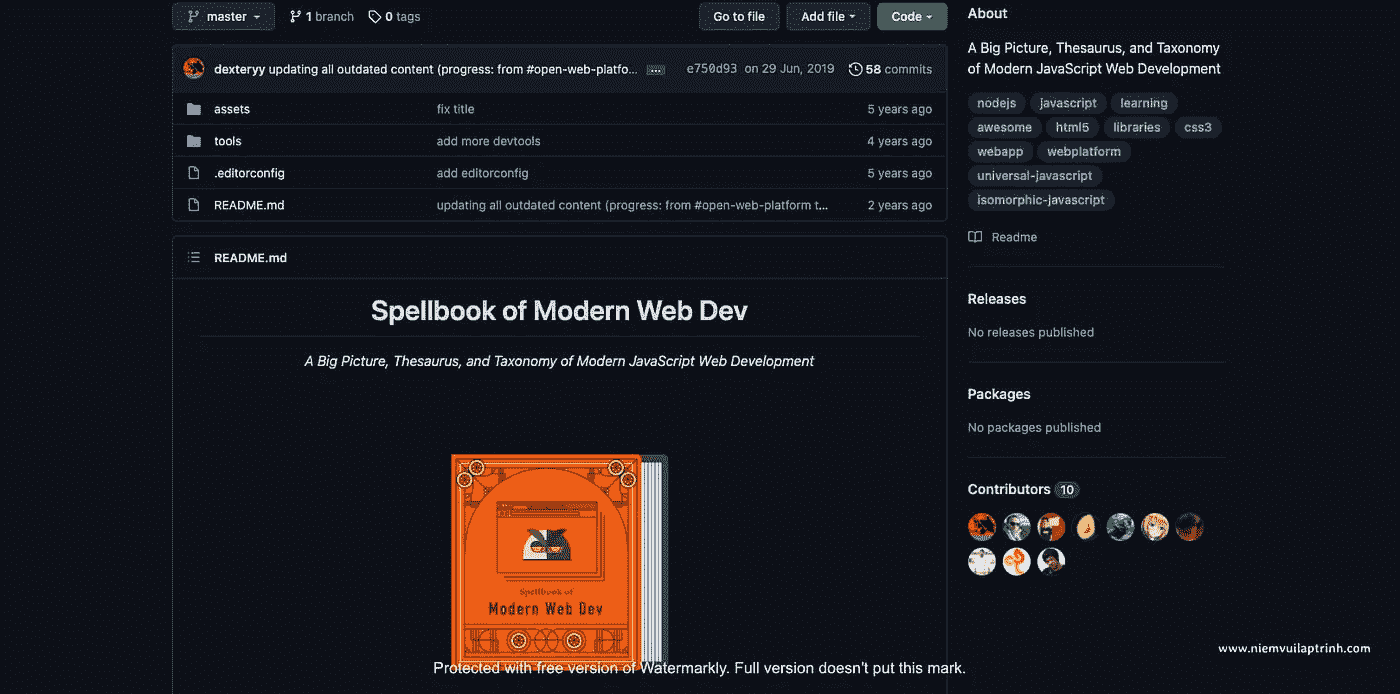 master
1 branch
0 tags
Go to file
Add file
Code
dexteryy updating all outdated content (progress: from #open-web-platfo... ... e750d93 on 29 Jun, 2019 58 commits
assets fix title 5 years ago
tools add more devtools 4 years ago
.editorconfig add editorconfig 5 years ago
README.md updating all outdated content (progress: from #open-web-platform t... 2 years ago
README.md
Spellbook of Modern Web Dev
A Big Picture, Thesaurus, and Taxonomy of Modern JavaScript Web Development
Spellbook of
Modern Web Dev
About
A Big Picture, Thesaurus, and Taxonomy
of Modern JavaScript Web Development
nodejs javascript learning
awesome html5 libraries css3
webapp webplatform
universal-javascript
isomorphic-javascript
Readme
Releases
No releases published
Packages
No packages published
Contributors 10
www.niemvuilaptrinh.com
Protected with free version of Watermarkly. Full version doesn't put this mark.